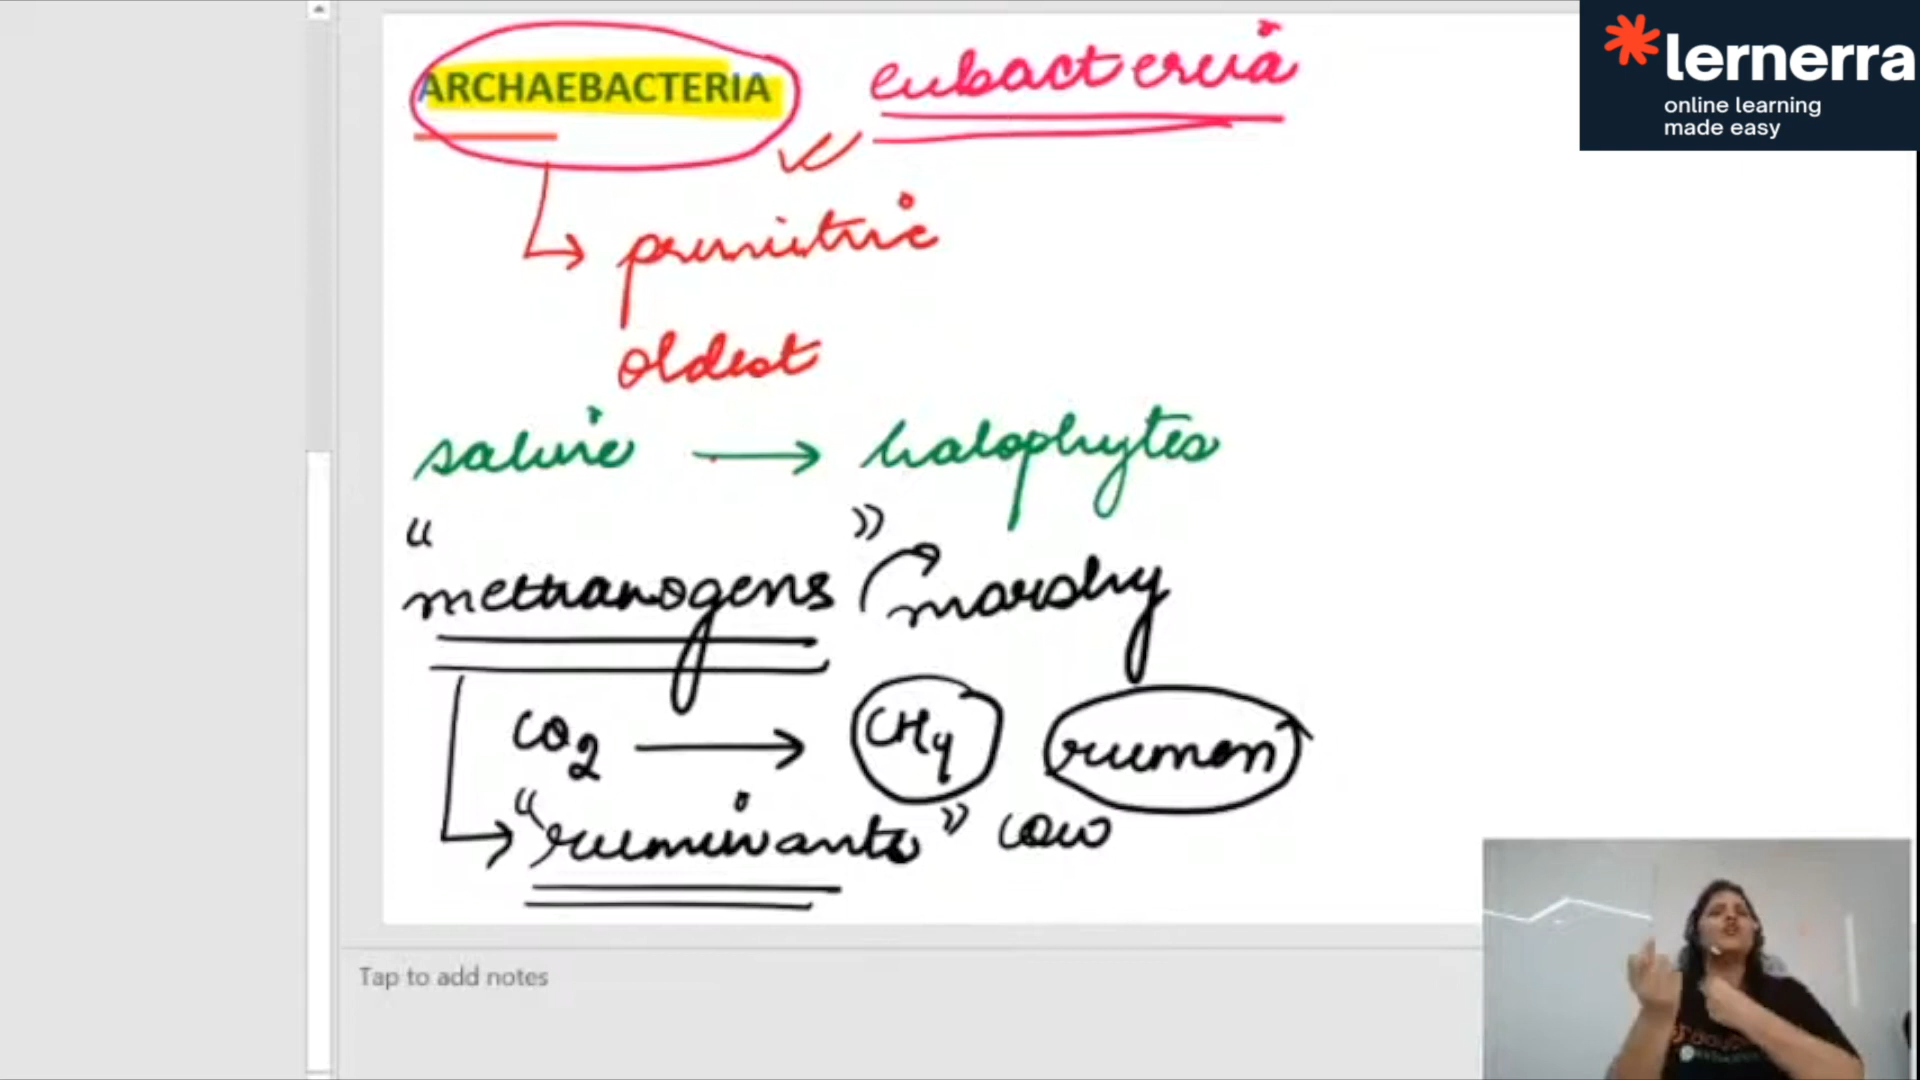 ARCHAEBACTERIA eubacteria
primitive
oldest
saline → halophytes
"methanogens" marshy
CO2 → CH4 rumen
"ruminants" cow
Tap to add notes
lernerra
online learning
made easy